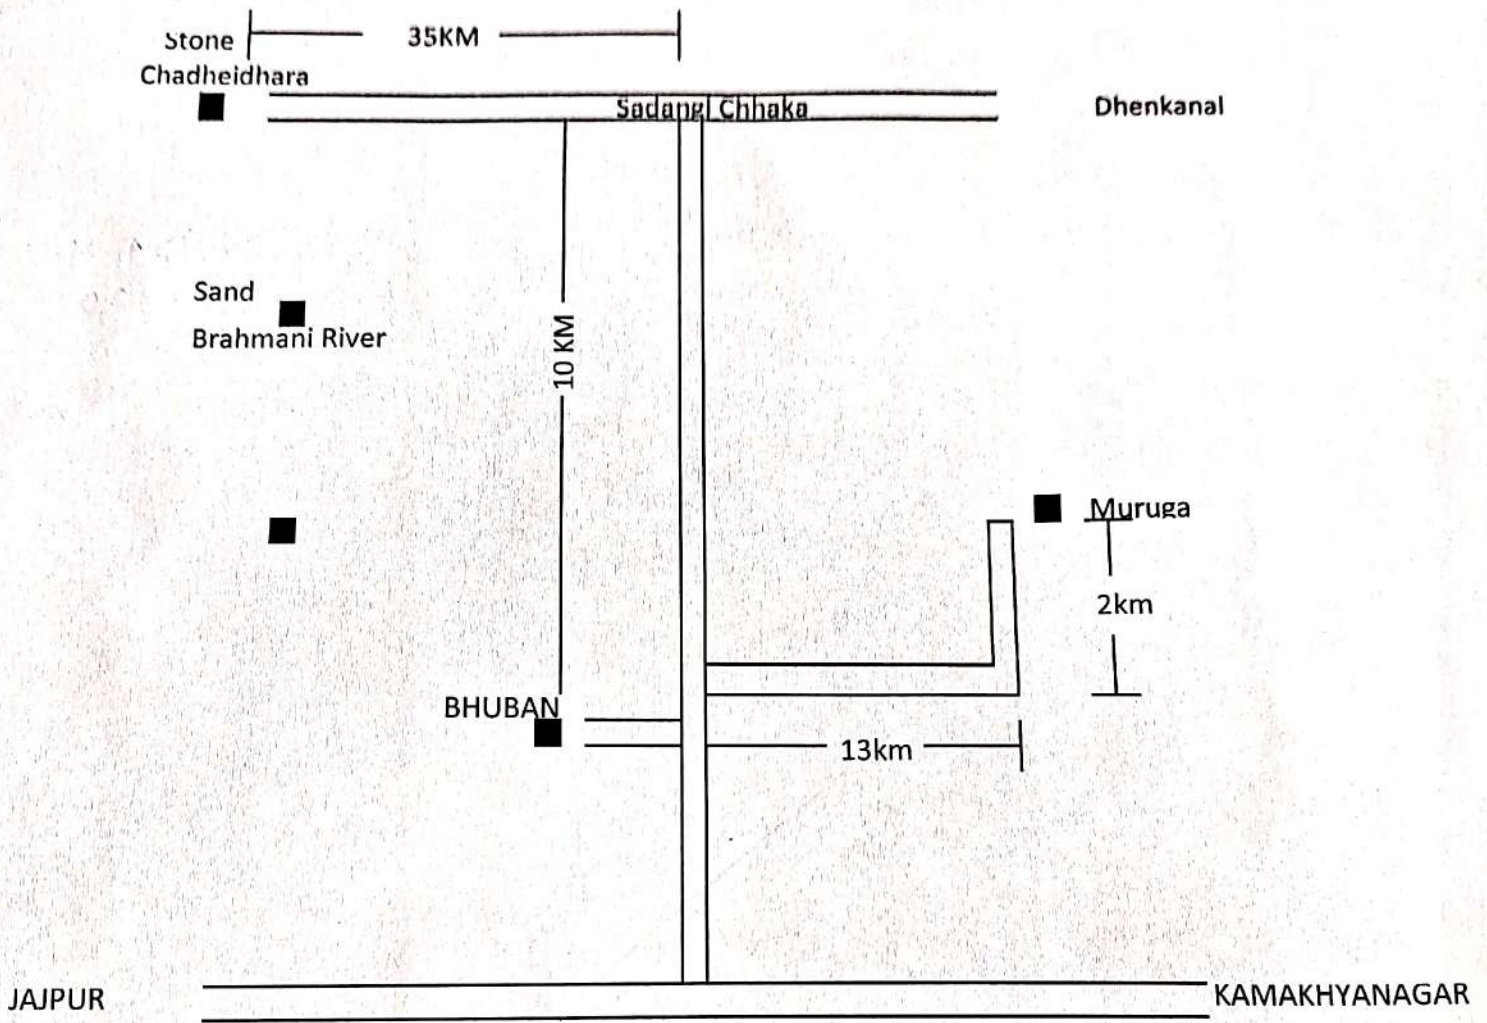 35KM
Stone
Chadheidhara
Sadangi Chhaka
Dhenkanal
Sand
Brahmani River
10 KM
Muruga
2km
BHUBAN
13km
JAJPUR
KAMAKHYANAGAR